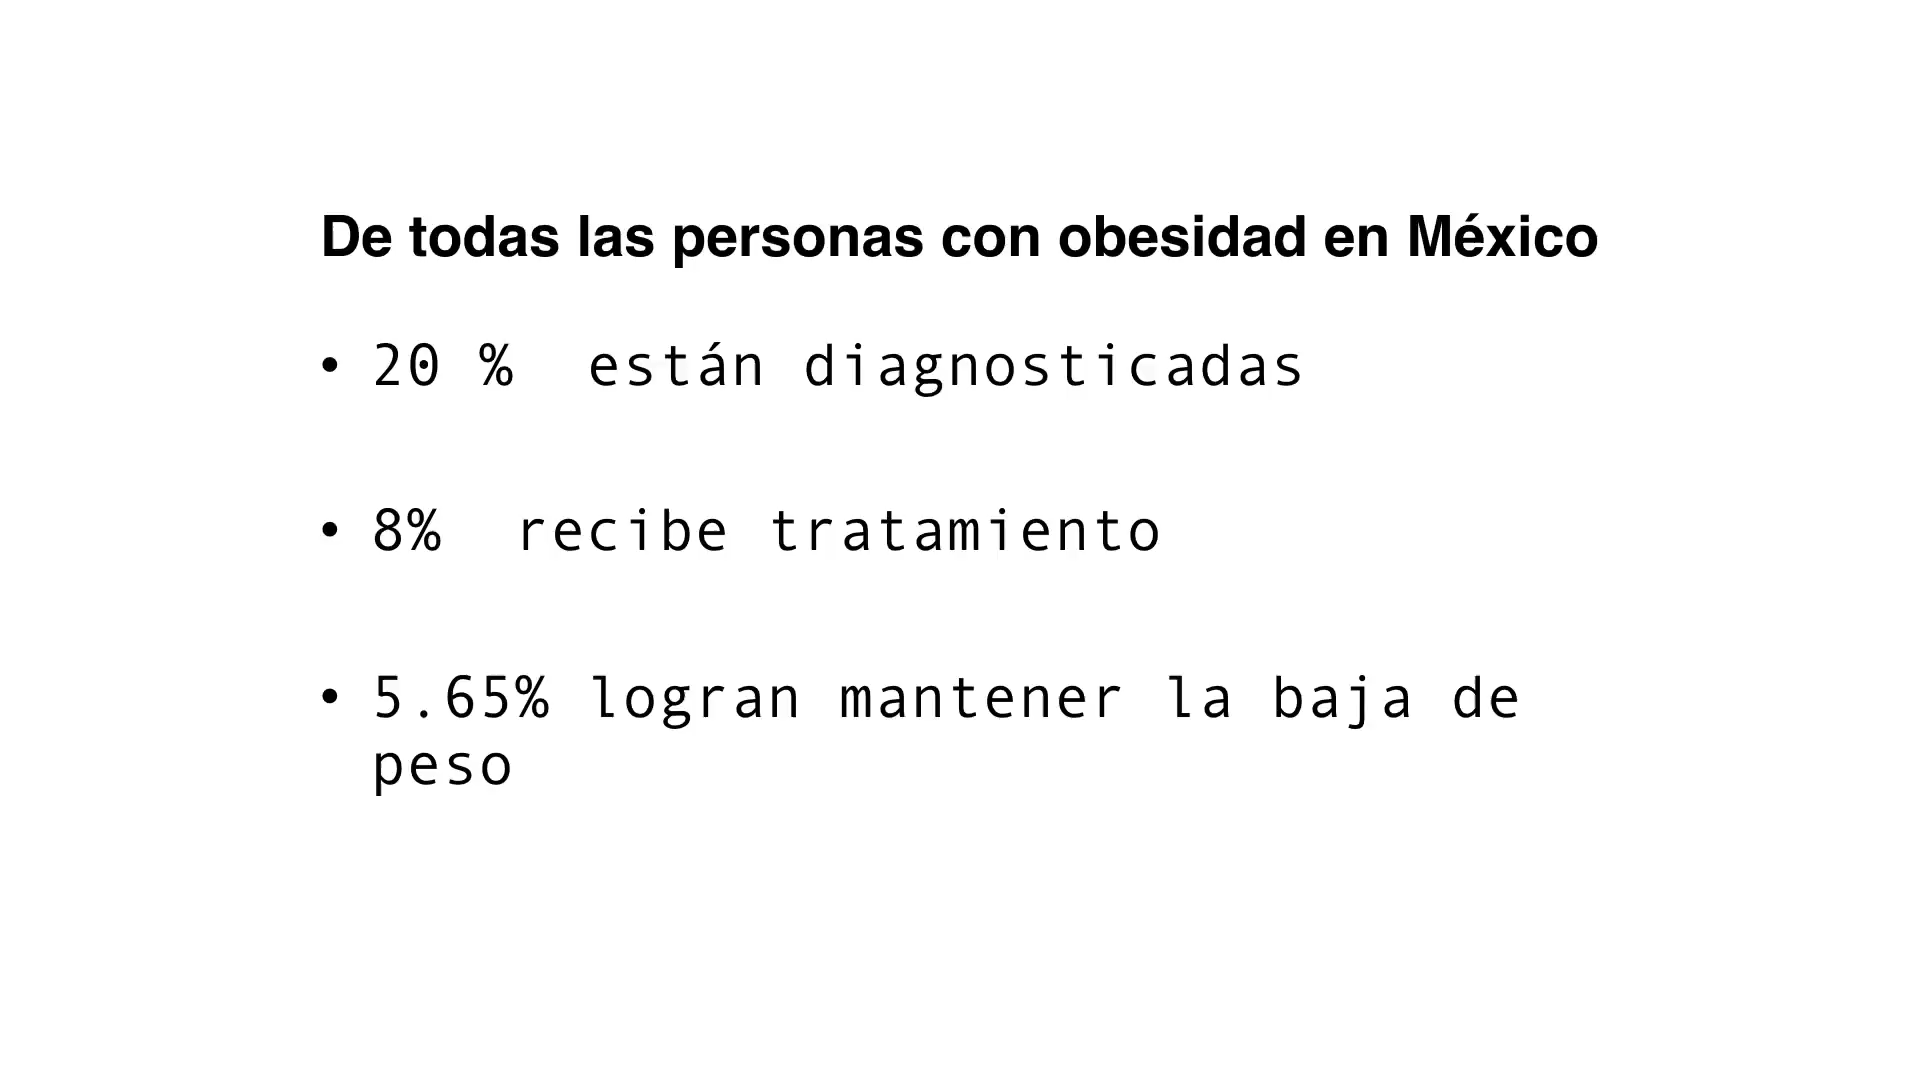 De todas las personas con obesidad en México
• 20 %  están diagnosticadas
• 8%  recibe tratamiento
• 5.65% logran mantener la baja de
peso